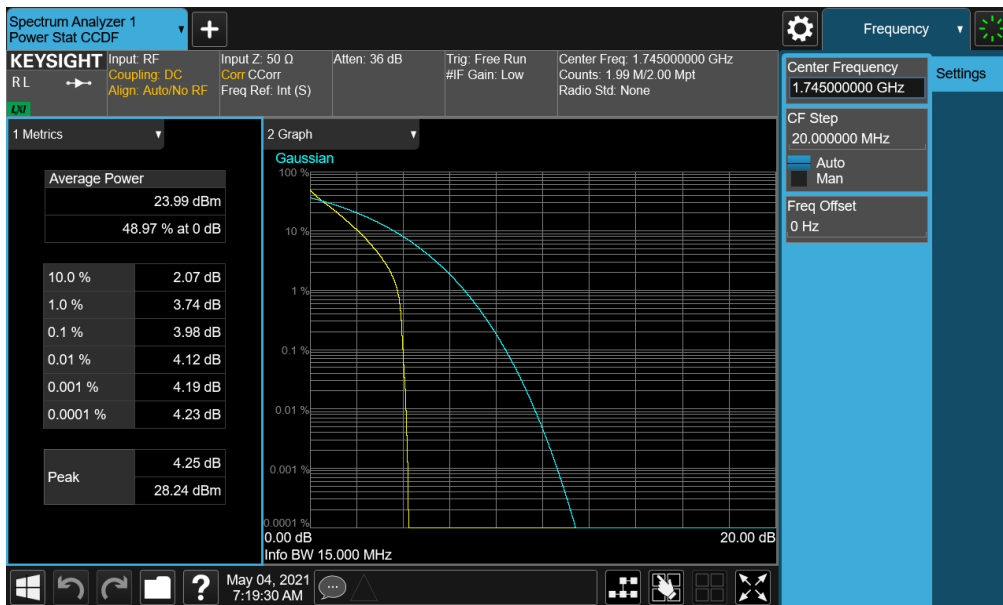 Spectrum Analyzer 1
Power Stat CCDF
+
Frequency
KEYSIGHT
RL
LXI
Input: RF
Coupling: DC
Align: Auto/No RF
Input Z: 50 Ω
Corr CCorr
Freq Ref: Int (S)
Atten: 36 dB
Trig: Free Run
#IF Gain: Low
Center Freq: 1.745000000 GHz
Counts: 1.99 M/2.00 Mpt
Radio Std: None
Center Frequency
1.745000000 GHz
Settings
CF Step
20.000000 MHz
Auto
Man
Freq Offset
0 Hz
1 Metrics
Average Power
23.99 dBm
48.97 % at 0 dB
10.0 % 2.07 dB
1.0 % 3.74 dB
0.1 % 3.98 dB
0.01 % 4.12 dB
0.001 % 4.19 dB
0.0001 % 4.23 dB
Peak
4.25 dB
28.24 dBm
2 Graph
Gaussian
100 %
10 %
1 %
0.1 %
0.01 %
0.001 %
0.0001 %
0.00 dB 20.00 dB
Info BW 15.000 MHz
?
May 04, 2021
7:19:30 AM